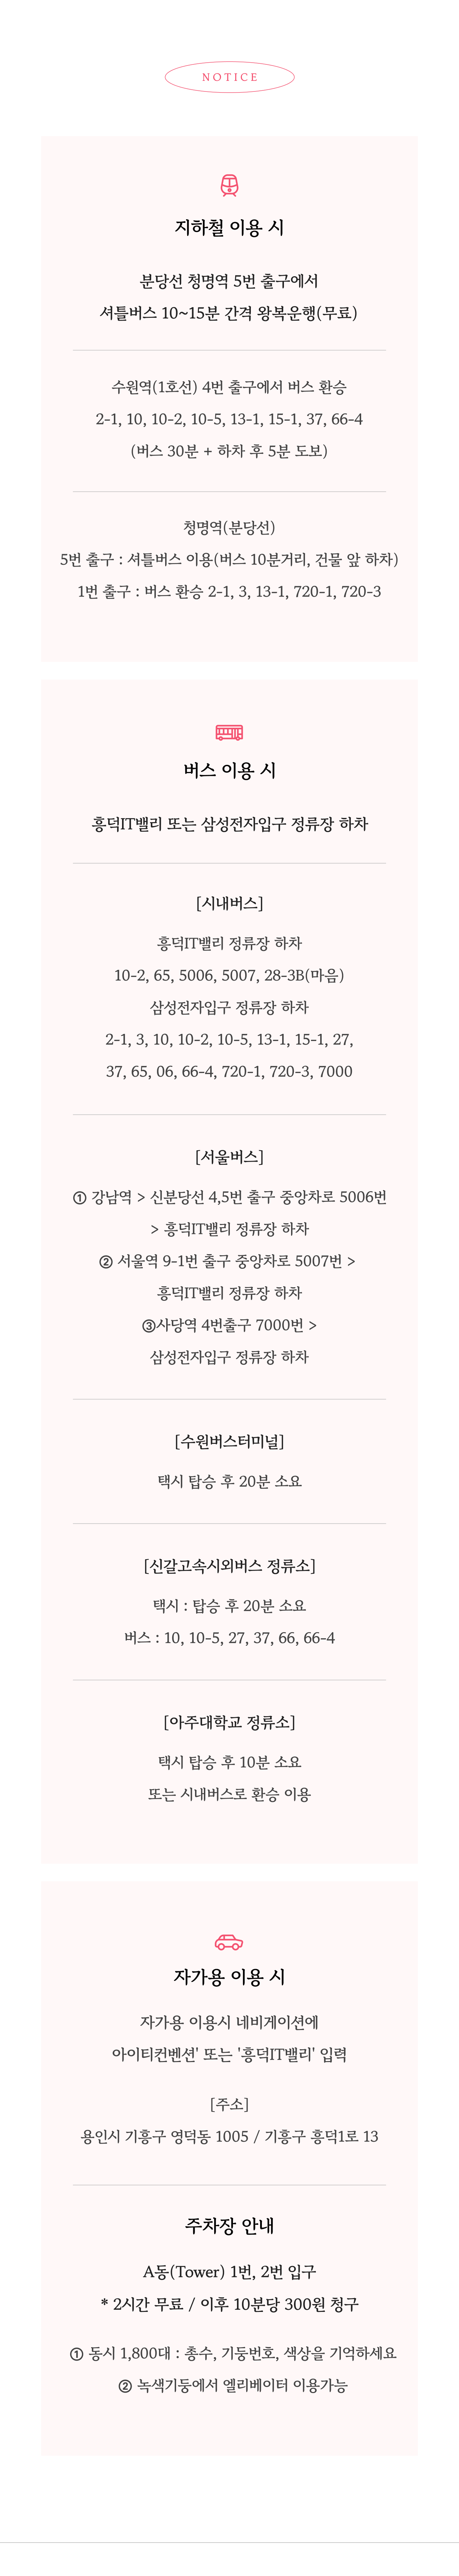 NOTICE
지하철 이용 시
분당선 청명역 5번 출구에서
셔틀버스 10~15분 간격 왕복운행(무료)
수원역(1호선) 4번 출구에서 버스 환승
2-1, 10, 10-2, 10-5, 13-1, 15-1, 37, 66-4
(버스 30분 + 하차 후 5분 도보)
청명역(분당선)
5번 출구 : 셔틀버스 이용(버스 10분거리, 건물 앞 하차)
1번 출구 : 버스 환승 2-1, 3, 13-1, 720-1, 720-3
버스 이용 시
흥덕IT밸리 또는 삼성전자입구 정류장 하차
[시내버스]
흥덕IT밸리 정류장 하차
10-2, 65, 5006, 5007, 28-3B(마음)
삼성전자입구 정류장 하차
2-1, 3, 10, 10-2, 10-5, 13-1, 15-1, 27,
37, 65, 06, 66-4, 720-1, 720-3, 7000
[서울버스]
① 강남역 > 신분당선 4,5번 출구 중앙차로 5006번
> 흥덕IT밸리 정류장 하차
② 서울역 9-1번 출구 중앙차로 5007번 >
흥덕IT밸리 정류장 하차
③사당역 4번출구 7000번 >
삼성전자입구 정류장 하차
[수원버스터미널]
택시 탑승 후 20분 소요
[신갈고속시외버스 정류소]
택시 : 탑승 후 20분 소요
버스 : 10, 10-5, 27, 37, 66, 66-4
[아주대학교 정류소]
택시 탑승 후 10분 소요
또는 시내버스로 환승 이용
자가용 이용 시
자가용 이용시 네비게이션에
아이티컨벤션' 또는 '흥덕IT밸리' 입력
[주소]
용인시 기흥구 영덕동 1005 / 기흥구 흥덕1로 13
주차장 안내
A동(Tower) 1번, 2번 입구
* 2시간 무료 / 이후 10분당 300원 청구
① 동시 1,800대 : 층수, 기둥번호, 색상을 기억하세요
② 녹색기둥에서 엘리베이터 이용가능